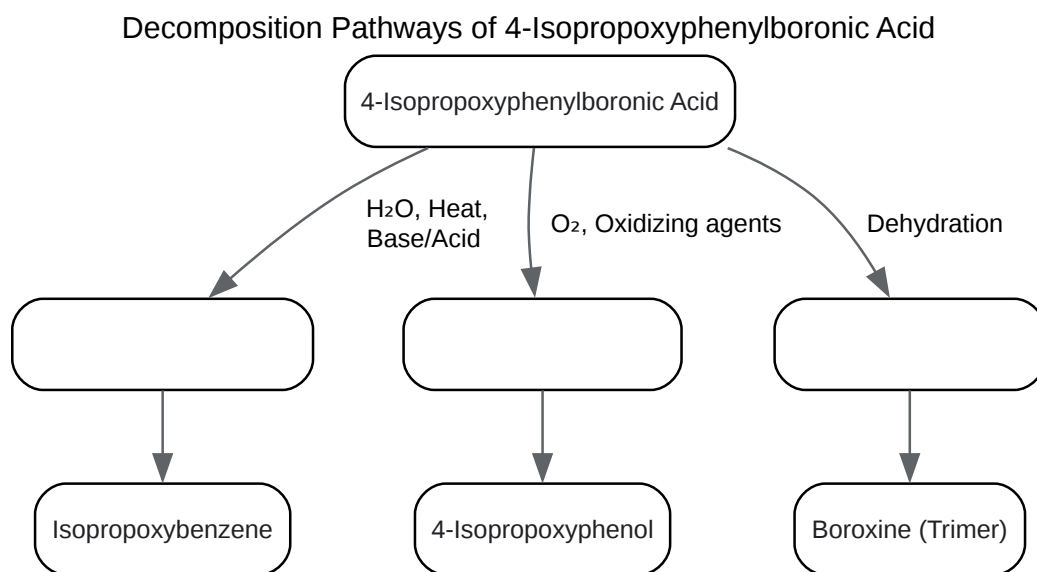 Decomposition Pathways of 4-Isopropoxyphenylboronic Acid
4-Isopropoxyphenylboronic Acid
H₂O, Heat,
Base/Acid
O₂, Oxidizing agents
Dehydration
Isopropoxybenzene
4-Isopropoxyphenol
Boroxine (Trimer)